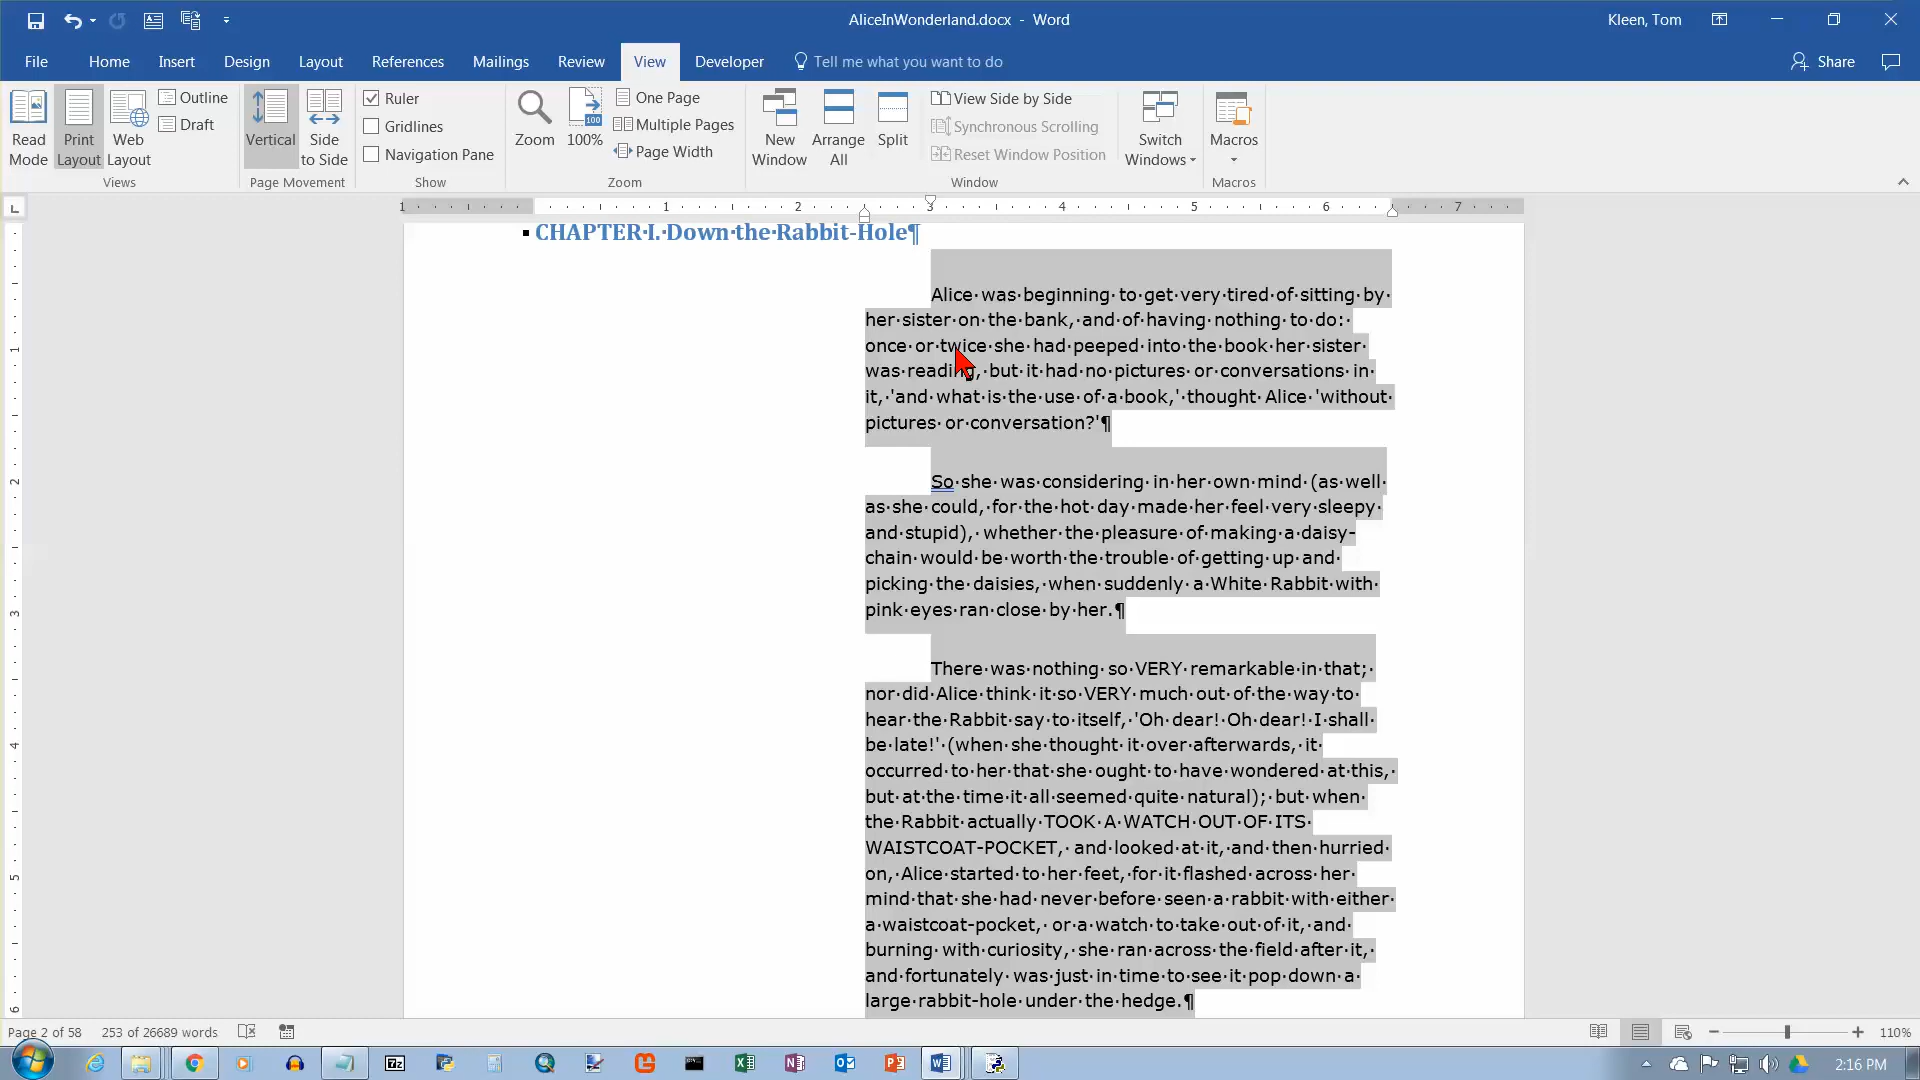 AliceInWonderland.docx - Word
Kleen, Tom
File Home Insert Design Layout References Mailings Review View Developer Tell me what you want to do Share
Read Mode
Print Layout
Web Layout
Outline
Draft
Views
Vertical
Side to Side
Page Movement
Ruler
Gridlines
Navigation Pane
Show
Zoom
100
100%
One Page
Multiple Pages
Page Width
Zoom
New Window
Arrange All
Split
View Side by Side
Synchronous Scrolling
Reset Window Position
Switch Windows
Window
Macros
Macros
L
1 1 2 3 4 5 6 7
CHAPTER·I.·Down·the·Rabbit-Hole¶
Alice·was·beginning·to·get·very·tired·of·sitting·by·
her·sister·on·the·bank,·and·of·having·nothing·to·do:·
once·or·twice·she·had·peeped·into·the·book·her·sister·
was·reading,·but·it·had·no·pictures·or·conversations·in·
it,·'and·what·is·the·use·of·a·book,'·thought·Alice·'without·
pictures·or·conversation?'¶
So·she·was·considering·in·her·own·mind·(as·well·
as·she·could,·for·the·hot·day·made·her·feel·very·sleepy·
and·stupid),·whether·the·pleasure·of·making·a·daisy-
chain·would·be·worth·the·trouble·of·getting·up·and·
picking·the·daisies,·when·suddenly·a·White·Rabbit·with·
pink·eyes·ran·close·by·her.¶
There·was·nothing·so·VERY·remarkable·in·that;·
nor·did·Alice·think·it·so·VERY·much·out·of·the·way·to·
hear·the·Rabbit·say·to·itself,·'Oh·dear!·Oh·dear!·I·shall·
be·late!'·(when·she·thought·it·over·afterwards,·it·
occurred·to·her·that·she·ought·to·have·wondered·at·this,·
but·at·the·time·it·all·seemed·quite·natural);·but·when·
the·Rabbit·actually·TOOK·A·WATCH·OUT·OF·ITS·
WAISTCOAT-POCKET,·and·looked·at·it,·and·then·hurried·
on,·Alice·started·to·her·feet,·for·it·flashed·across·her·
mind·that·she·had·never·before·seen·a·rabbit·with·either·
a·waistcoat-pocket,·or·a·watch·to·take·out·of·it,·and·
burning·with·curiosity,·she·ran·across·the·field·after·it,·
and·fortunately·was·just·in·time·to·see·it·pop·down·a·
large·rabbit-hole·under·the·hedge.¶
1
2
3
4
5
6
Page 2 of 58 253 of 26689 words
110%
7z
2:16 PM